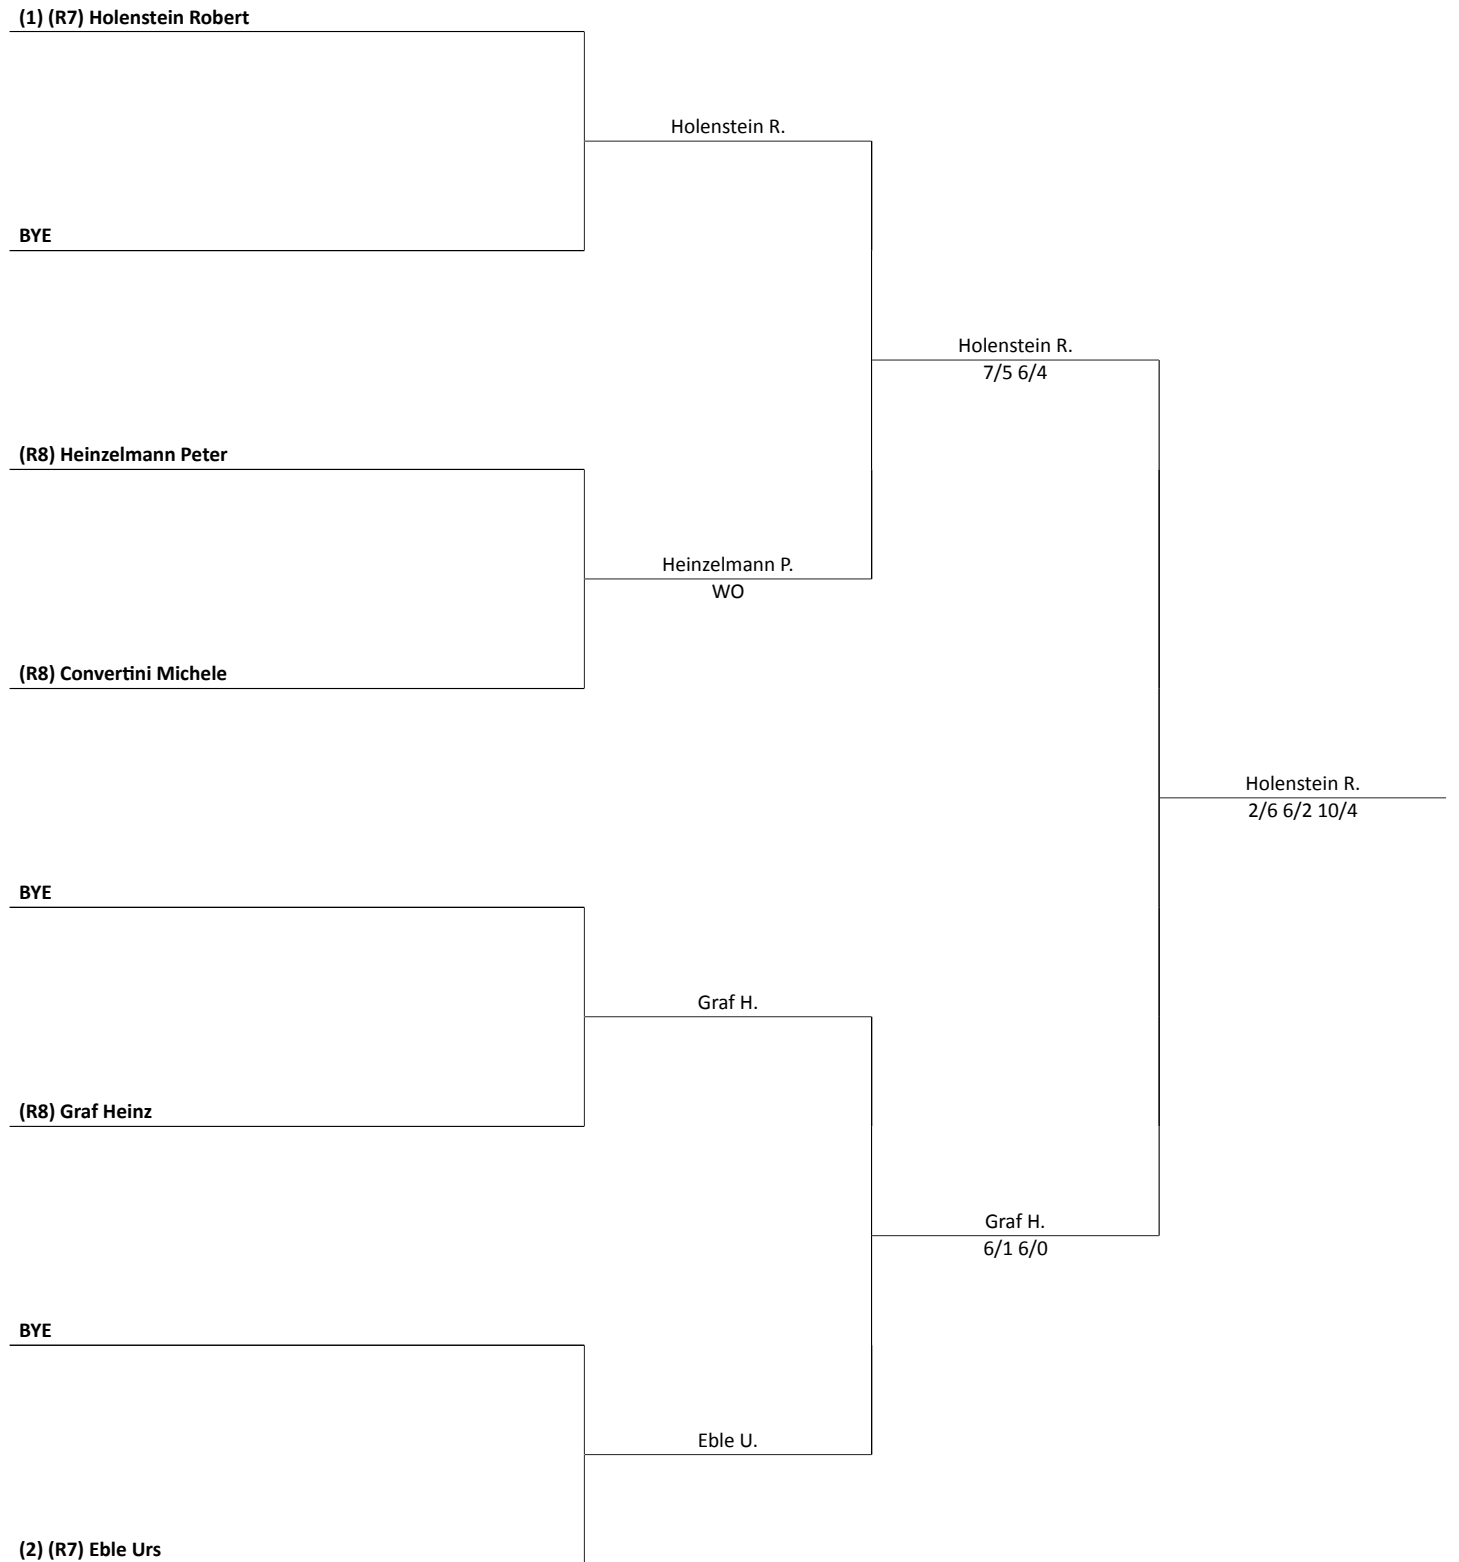 (1) (R7) Holenstein Robert
Holenstein R.
BYE
Holenstein R.
7/5 6/4
(R8) Heinzelmann Peter
Heinzelmann P.
WO
(R8) Convertini Michele
Holenstein R.
2/6 6/2 10/4
BYE
Graf H.
(R8) Graf Heinz
Graf H.
6/1 6/0
BYE
Eble U.
(2) (R7) Eble Urs